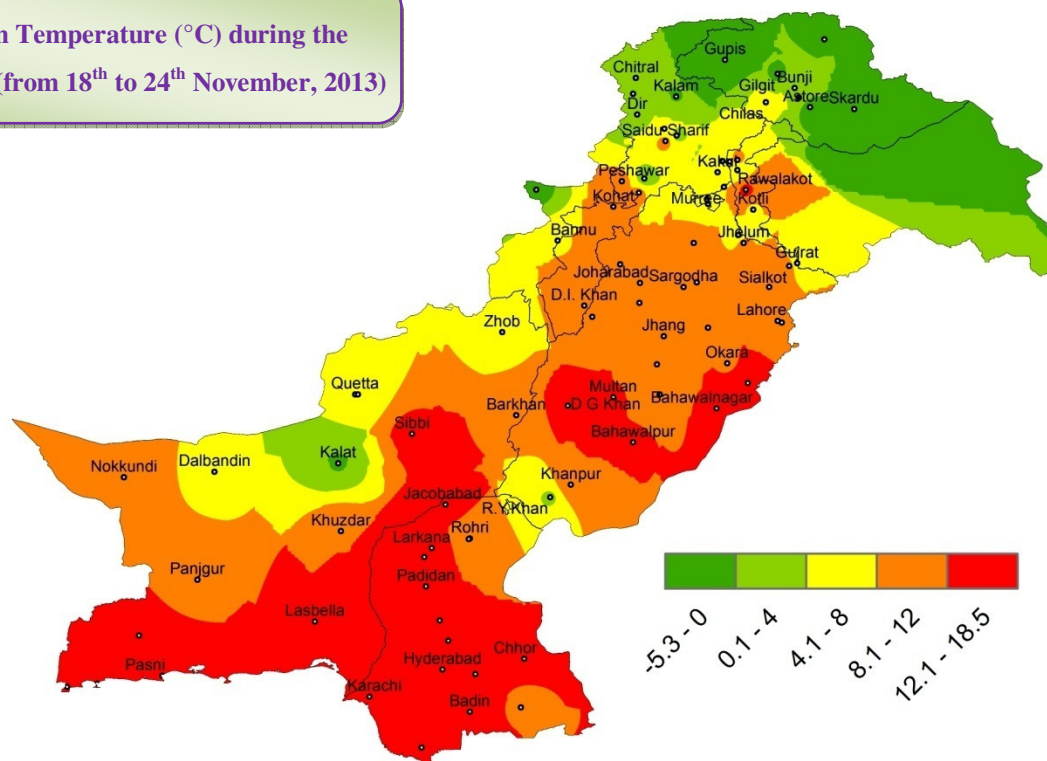 Temperature (°C) during the
(from 18th to 24th November, 2013)
Gupis
Chitral
Bunji
Gilgit
Kalam
Astore Skardu
Dir
Chilas
Saidu Sharif
Peshawar
Rawalakot
Kohat
Kotli
Bannu
Jhelum
Gujrat
Joharabad
Sargodha
Sialkot
D.I. Khan
Lahore
Zhob
Jhang
Okara
Quetta
Multan
Barkhan
D G Khan
Bahawalnagar
Sibbi
Bahawalpur
Kalat
Nokkundi
Dalbandin
Khanpur
Jacobabad
R.Y.Khan
Khuzdar
Rohri
Larkana
Panjgur
Padidan
Lasbella
Chhor
Pasni
Hyderabad
Karachi
Badin
-5.3 - 0
0.1 - 4
4.1 - 8
8.1 - 12
12.1 - 18.5